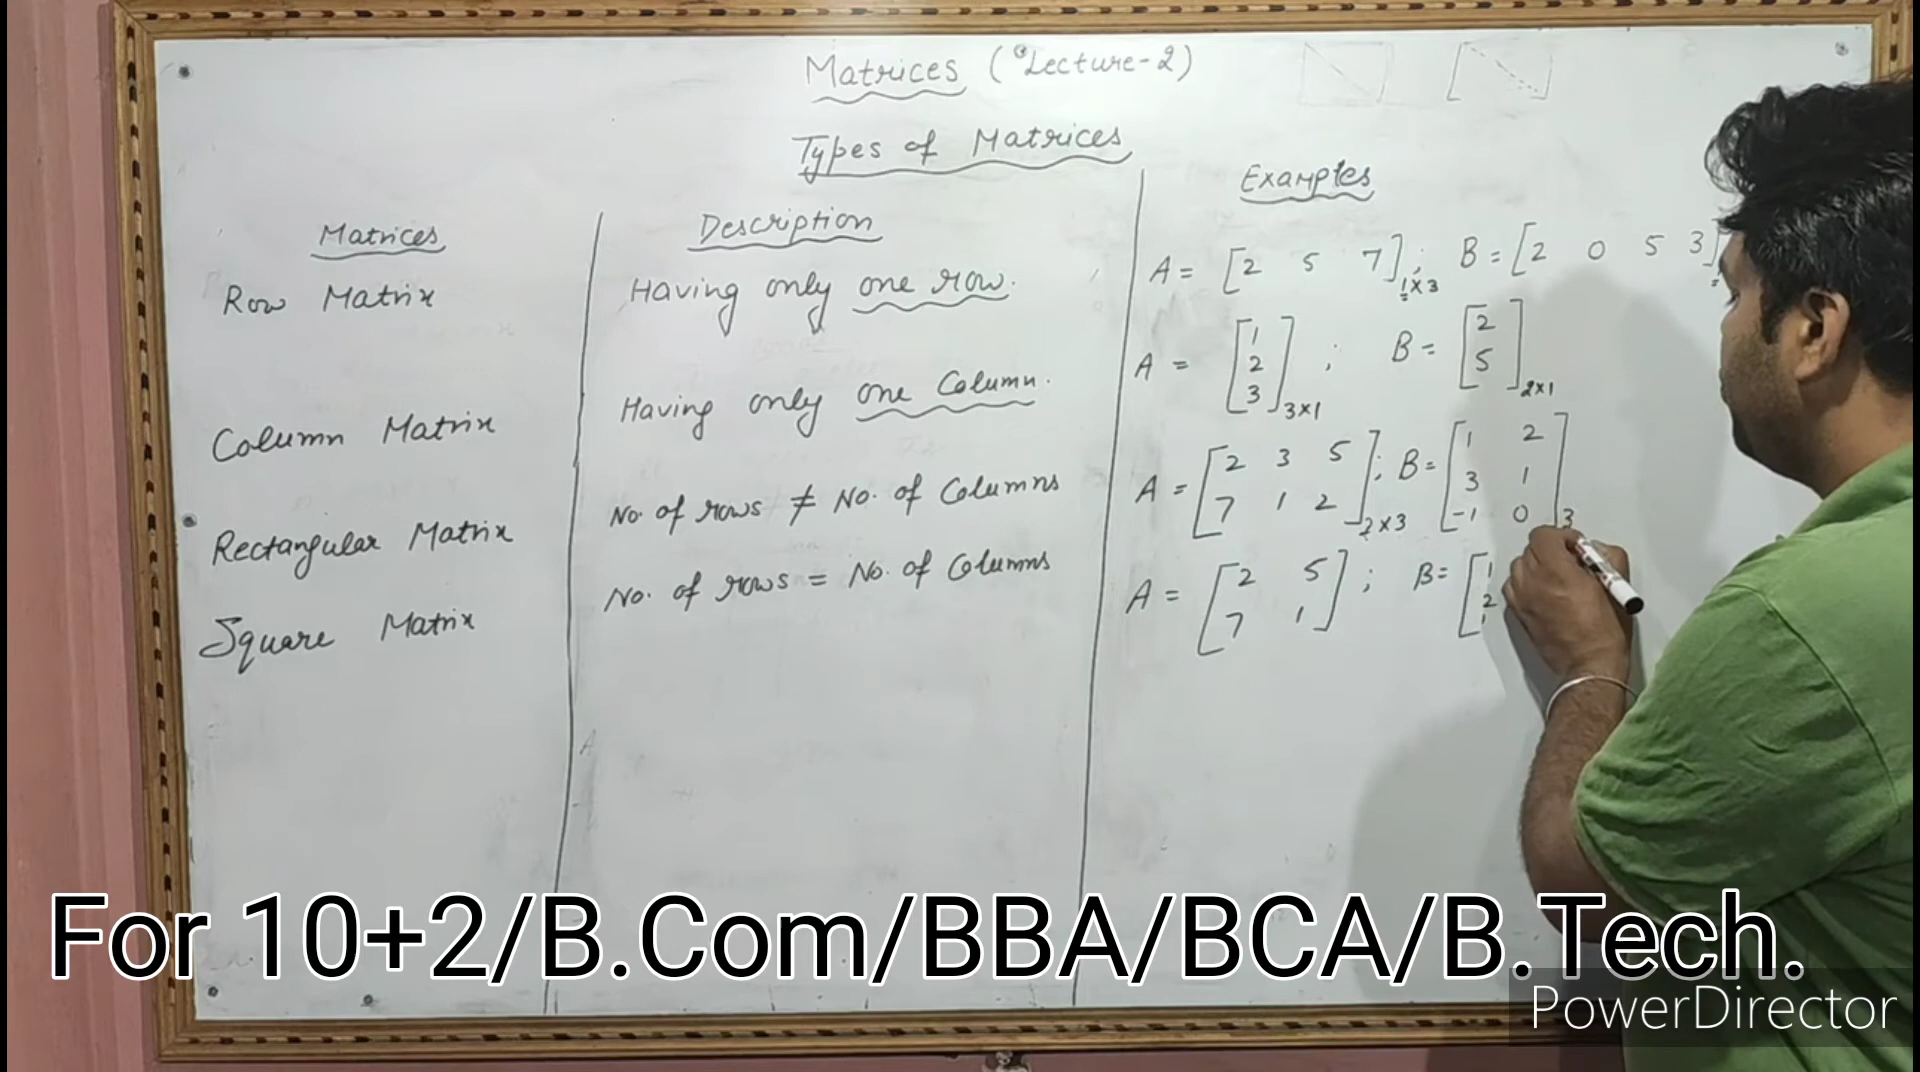 Matrices (Lecture-2)
Types of Matrices
Matrices Description Examples
Row Matrix Having only one row. A = [2 5 7]1×3; B = [2 0 5 3]
Column Matrix Having only one Column. A = [1 2 3]3×1; B = [2 5]2×1
Rectangular Matrix No. of rows ≠ No. of Columns A = [2 3 5
7 1 2]2×3; B = [1 2
3 1
-1 0]3
Square Matrix No. of rows = No. of Columns A = [2 5
7 1]; B = [1
2
For 10+2/B.Com/BBA/BCA/B.Tech.
PowerDirector